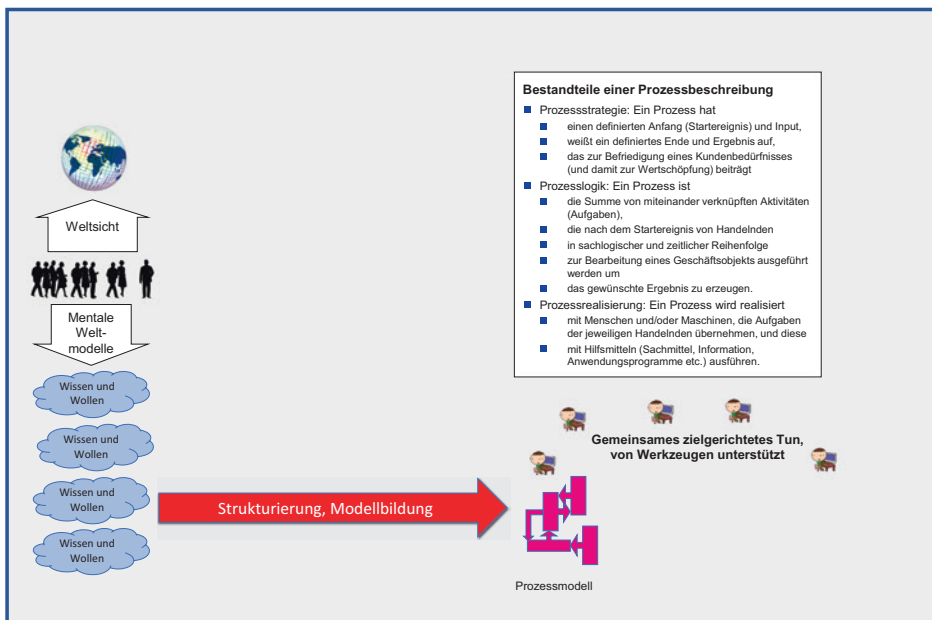 Bestandteile einer Prozessbeschreibung
Prozessstrategie: Ein Prozess hat
einen definierten Anfang (Startereignis) und Input,
weißt ein definiertes Ende und Ergebnis auf,
das zur Befriedigung eines Kundenbedürfnisses
(und damit zur Wertschöpfung) beiträgt
Prozesslogik: Ein Prozess ist
die Summe von miteinander verknüpften Aktivitäten
(Aufgaben),
die nach dem Startereignis von Handelnden
in sachlogischer und zeitlicher Reihenfolge
zur Bearbeitung eines Geschäftsobjekts ausgeführt
werden um
das gewünschte Ergebnis zu erzeugen.
Prozessrealisierung: Ein Prozess wird realisiert
mit Menschen und/oder Maschinen, die Aufgaben
der jeweiligen Handelnden übernehmen, und diese
mit Hilfsmitteln (Sachmittel, Information,
Anwendungsprogramme etc.) ausführen.
Weltsicht
Mentale
Welt-
modelle
Wissen und
Wollen
Wissen und
Wollen
Wissen und
Wollen
Wissen und
Wollen
Strukturierung, Modellbildung
Gemeinsames zielgerichtetes Tun,
von Werkzeugen unterstützt
Prozessmodell